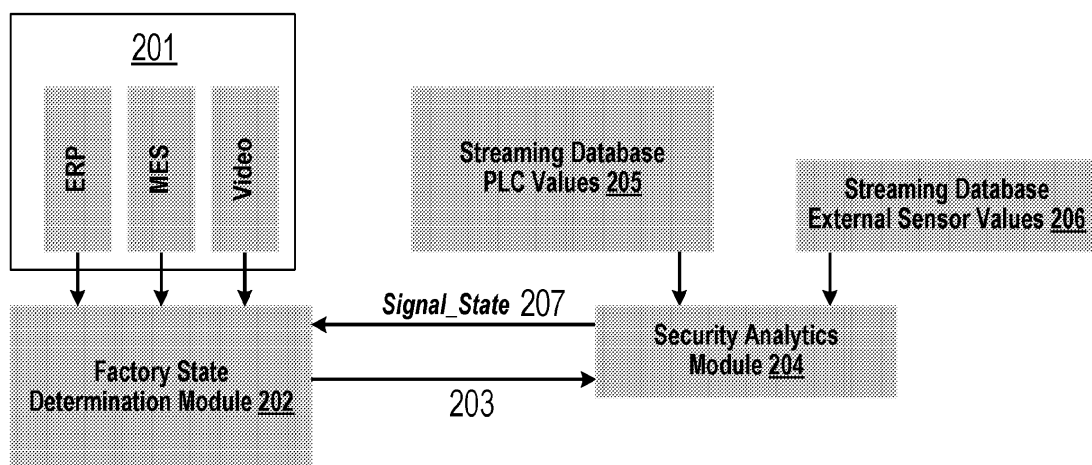 201
ERP
MES
Video
Streaming Database
PLC Values 205
Streaming Database
External Sensor Values 206
Signal_State 207
Security Analytics
Module 204
Factory State
Determination Module 202
203